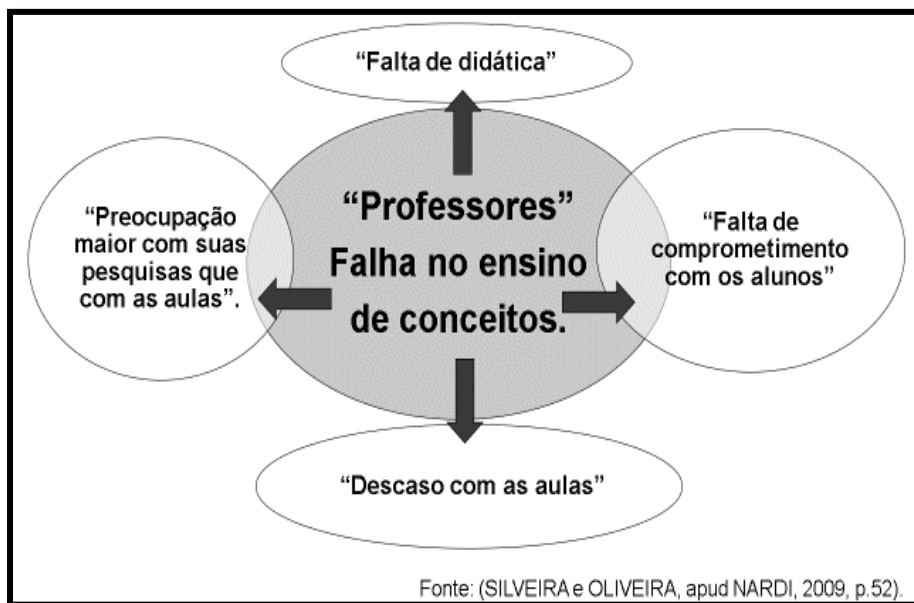 “Falta de didática”
“Professores”
Falha no ensino
de conceitos.
“Preocupação
maior com suas
pesquisas que
com as aulas”.
“Falta de
comprometimento
com os alunos”
“Descaso com as aulas”
Fonte: (SILVEIRA e OLIVEIRA, apud NARDI, 2009, p.52).